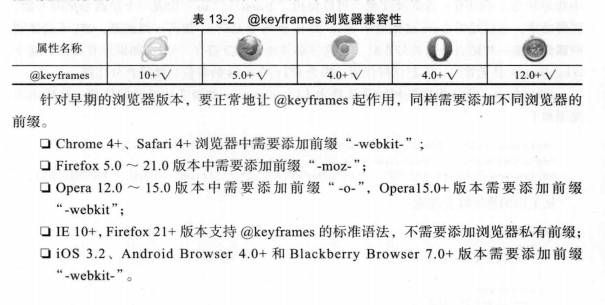 表 13-2 @keyframes 浏览器兼容性
属性名称
@keyframes 10+√ 5.0+√ 4.0+√ 4.0+√ 12.0+√
针对早期的浏览器版本，要正常地让 @keyframes 起作用，同样需要添加不同浏览器的
前缀。
❏ Chrome 4+、Safari 4+ 浏览器中需要添加前缀“-webkit-”；
❏ Firefox 5.0 ～ 21.0 版本中需要添加前缀“-moz-”；
❏ Opera 12.0 ～ 15.0 版本中需要添加前缀“-o-”，Opera15.0+ 版本需要添加前缀
“-webkit”；
❏ IE 10+, Firefox 21+ 版本支持 @keyframes 的标准语法，不需要添加浏览器私有前缀；
❏ iOS 3.2、Android Browser 4.0+ 和 Blackberry Browser 7.0+ 版本需要添加前缀
“-webkit-”。